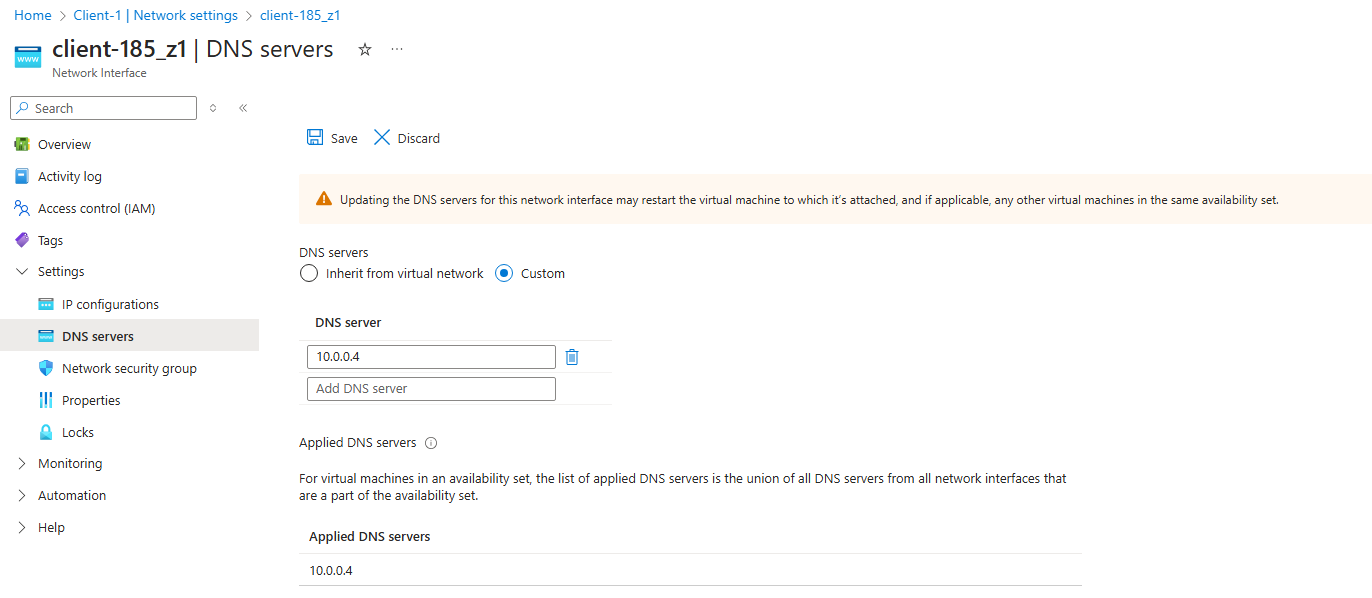 Home > Client-1 | Network settings > client-185_z1
client-185_z1 | DNS servers ☆ ...
www
Network Interface
Search
Save Discard
Overview
Activity log
Access control (IAM)
Tags
Settings
IP configurations
DNS servers
Network security group
Properties
Locks
Monitoring
Automation
Help
Updating the DNS servers for this network interface may restart the virtual machine to which it's attached, and if applicable, any other virtual machines in the same availability set.
DNS servers
Inherit from virtual network Custom
DNS server
10.0.0.4
Add DNS server
Applied DNS servers
For virtual machines in an availability set, the list of applied DNS servers is the union of all DNS servers from all network interfaces that
are a part of the availability set.
Applied DNS servers
10.0.0.4